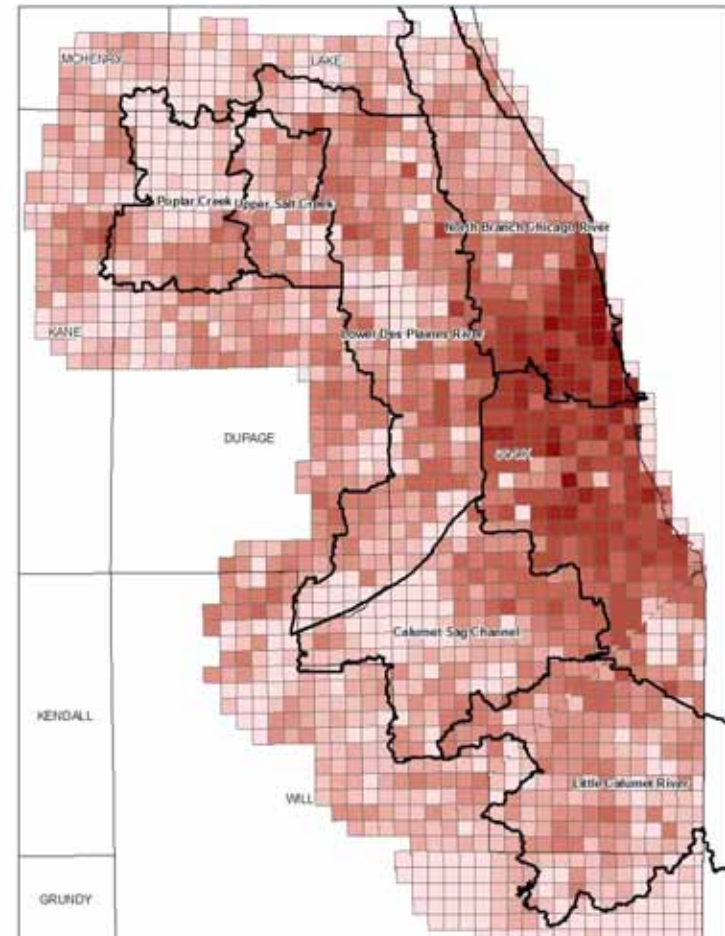 MCHENRY
LAKE
Poplar Creek
Upper Salt Creek
North Branch Chicago River
KANE
Lower Des Plaines River
DUPAGE
COOK
Calumet Sag Channel
KENDALL
WILL
Little Calumet River
GRUNDY